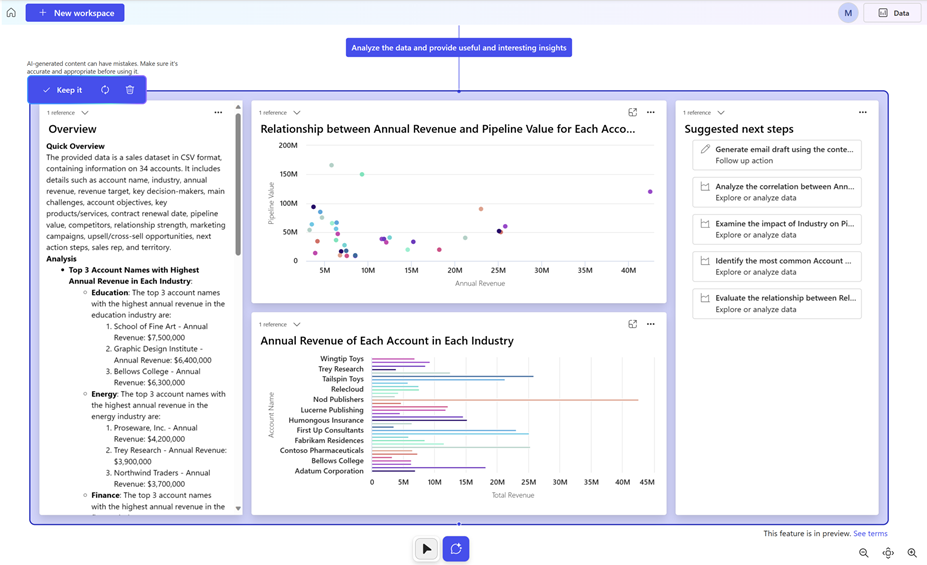 New workspace
M
Data
Analyze the data and provide useful and interesting insights
AI-generated content can have mistakes. Make sure it's
accurate and appropriate before using it.
Keep it
1 reference
Overview
Quick Overview
The provided data is a sales dataset in CSV format,
containing information on 34 accounts. It includes
details such as account name, industry, annual
revenue, revenue target, key decision-makers, main
challenges, account objectives, key
products/services, contract renewal date, pipeline
value, competitors, relationship strength, marketing
campaigns, upsell/cross-sell opportunities, next
action steps, sales rep, and territory.
Analysis
• Top 3 Account Names with Highest
Annual Revenue in Each Industry:
○ Education: The top 3 account names
with the highest annual revenue in the
education industry are:
1. School of Fine Art - Annual
Revenue: $7,500,000
2. Graphic Design Institute -
Annual Revenue: $6,400,000
3. Bellows College - Annual
Revenue: $6,300,000
○ Energy: The top 3 account names with
the highest annual revenue in the
energy industry are:
1. Proseware, Inc. - Annual
Revenue: $4,200,000
2. Trey Research - Annual Revenue:
$3,900,000
3. Northwind Traders - Annual
Revenue: $3,700,000
○ Finance: The top 3 account names
with the highest annual revenue in the
1 reference
Relationship between Annual Revenue and Pipeline Value for Each Acco...
Pipeline Value
200M
150M
100M
50M
0
5M 10M 15M 20M 25M 30M 35M 40M
Annual Revenue
1 reference
Annual Revenue of Each Account in Each Industry
Account Name
Wingtip Toys
Trey Research
Tailspin Toys
Relecloud
Nod Publishers
Lucerne Publishing
Humongous Insurance
First Up Consultants
Fabrikam Residences
Contoso Pharmaceuticals
Bellows College
Adatum Corporation
0 5M 10M 15M 20M 25M 30M 35M 40M 45M
Total Revenue
1 reference
Suggested next steps
Generate email draft using the conte...
Follow up action
Analyze the correlation between Ann...
Explore or analyze data
Examine the impact of Industry on Pi...
Explore or analyze data
Identify the most common Account ...
Explore or analyze data
Evaluate the relationship between Rel...
Explore or analyze data
This feature is in preview. See terms